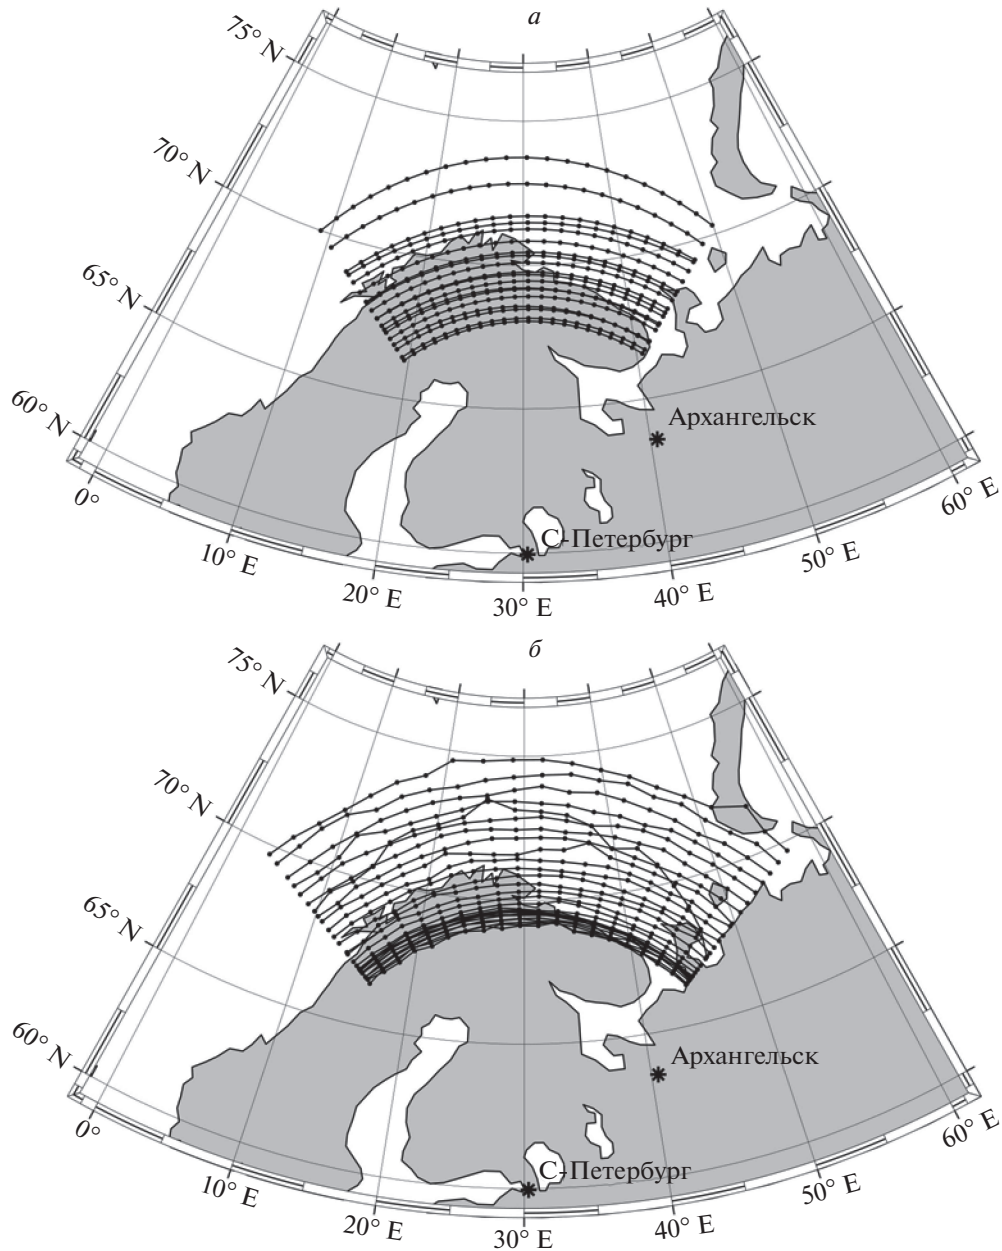 а
75° N
70° N
65° N
60° N
Архангельск
С-Петербург
0°
10° E
20° E
30° E
40° E
50° E
60° E
б
75° N
70° N
65° N
60° N
Архангельск
С-Петербург
0°
10° E
20° E
30° E
40° E
50° E
60° E